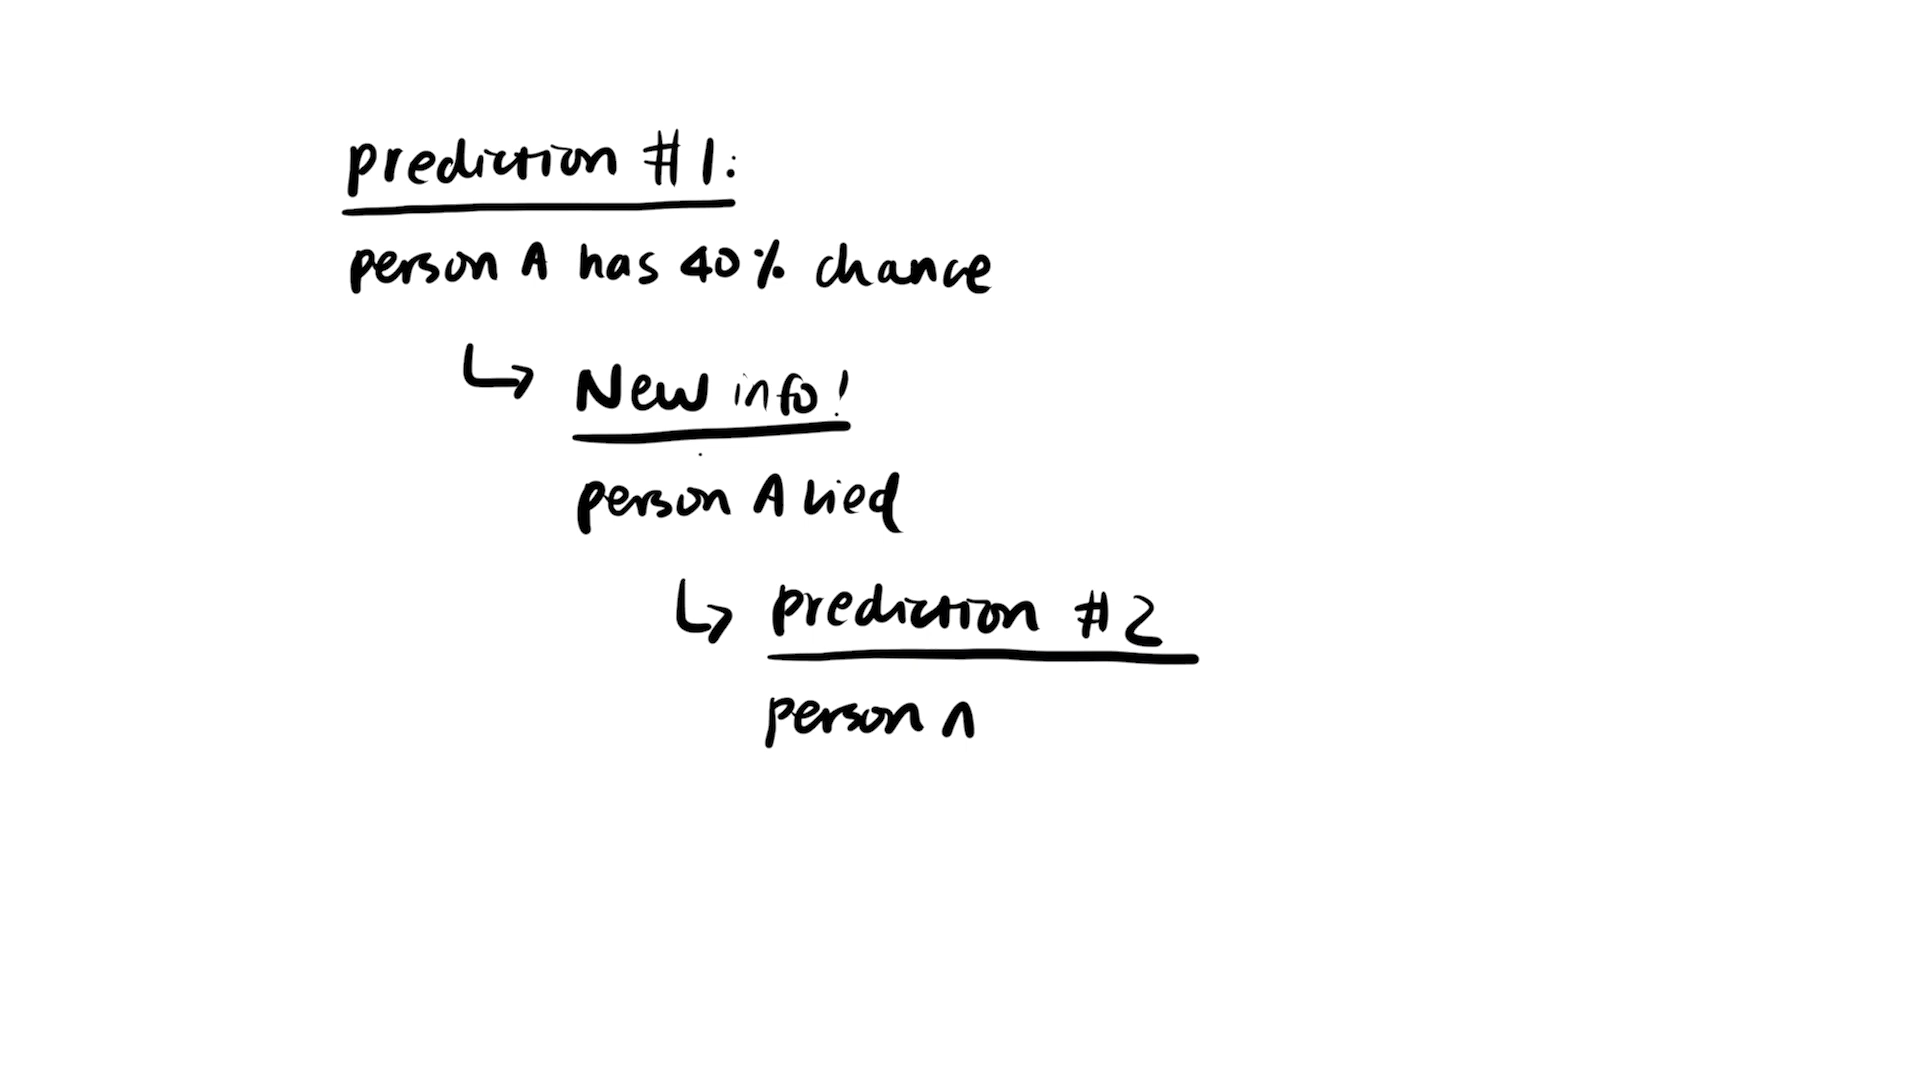 prediction #1:
person A has 40% chance
↳ New info!
person A lied
↳ prediction #2
person